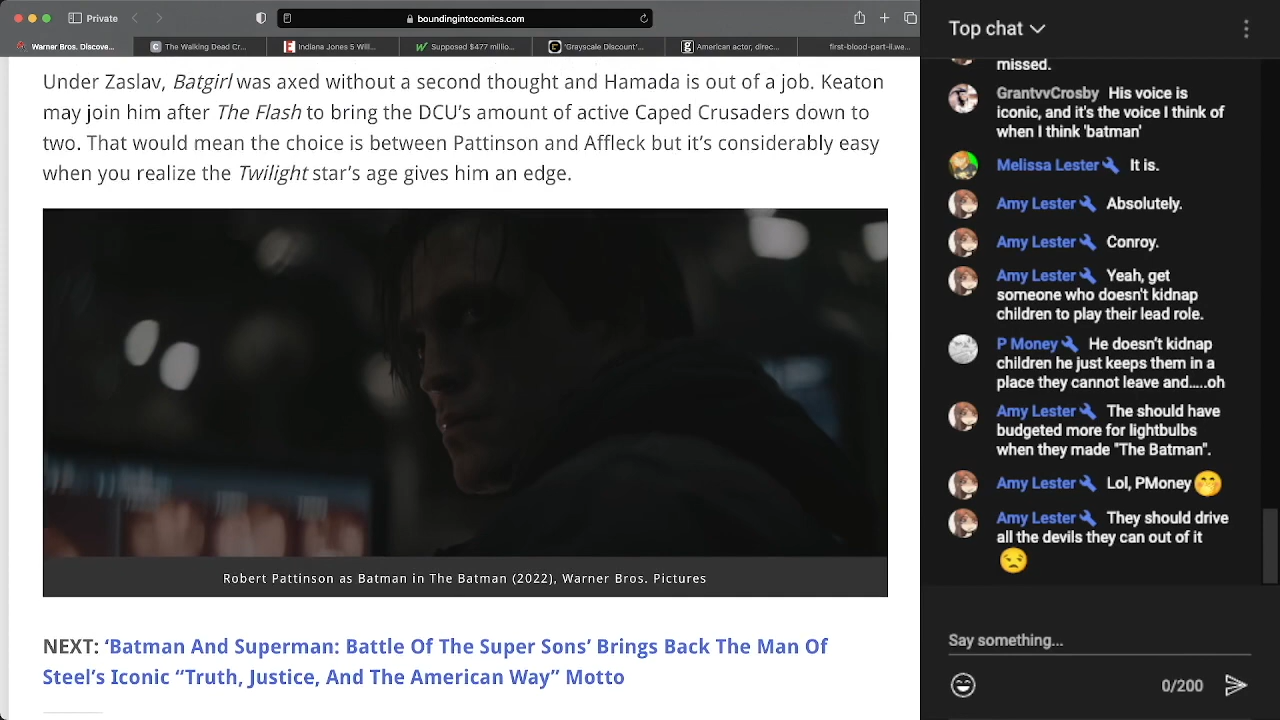 Private
boundingintocomics.com
Warner Bros. Discove...
The Walking Dead Cr...
Indiana Jones 5 Will...
Supposed $477 millio...
'Grayscale Discount'...
American actor, direc...
first-blood-part-ii.we...
Under Zaslav, Batgirl was axed without a second thought and Hamada is out of a job. Keaton
may join him after The Flash to bring the DCU's amount of active Caped Crusaders down to
two. That would mean the choice is between Pattinson and Affleck but it's considerably easy
when you realize the Twilight star's age gives him an edge.
Robert Pattinson as Batman in The Batman (2022), Warner Bros. Pictures
NEXT: ‘Batman And Superman: Battle Of The Super Sons’ Brings Back The Man Of
Steel’s Iconic “Truth, Justice, And The American Way” Motto
Top chat
missed.
GrantvvCrosby His voice is
iconic, and it's the voice I think of
when I think 'batman'
Melissa Lester It is.
Amy Lester Absolutely.
Amy Lester Conroy.
Amy Lester Yeah, get
someone who doesn't kidnap
children to play their lead role.
P Money He doesn’t kidnap
children he just keeps them in a
place they cannot leave and.....oh
Amy Lester The should have
budgeted more for lightbulbs
when they made "The Batman".
Amy Lester Lol, PMoney
Amy Lester They should drive
all the devils they can out of it
Say something...
0/200